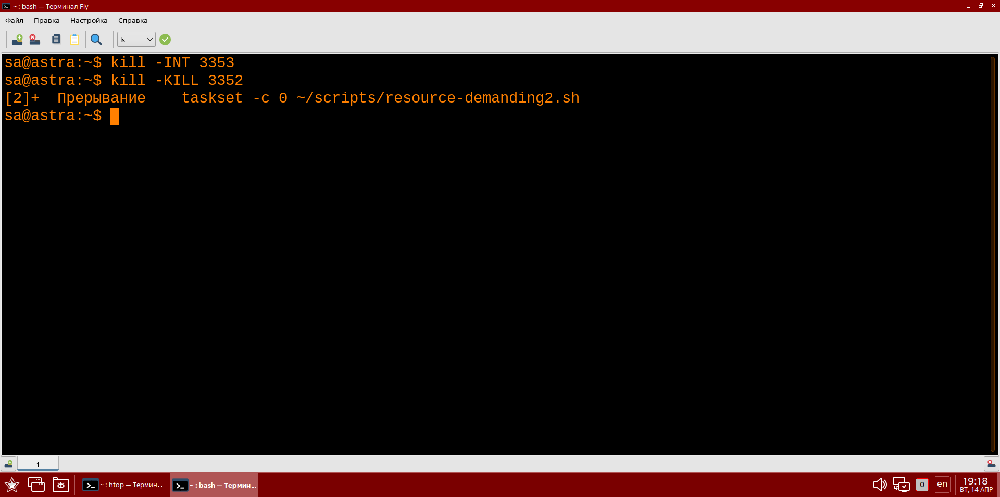 ~ : bash — Терминал Fly
Файл Правка Настройка Справка
ls
sa@astra:~$ kill -INT 3353
sa@astra:~$ kill -KILL 3352
[2]+  Прерывание    taskset -c 0 ~/scripts/resource-demanding2.sh
sa@astra:~$
1
~ : htop — Термин...
~ : bash — Термин...
0
en
19:18
ВТ, 14 АПР